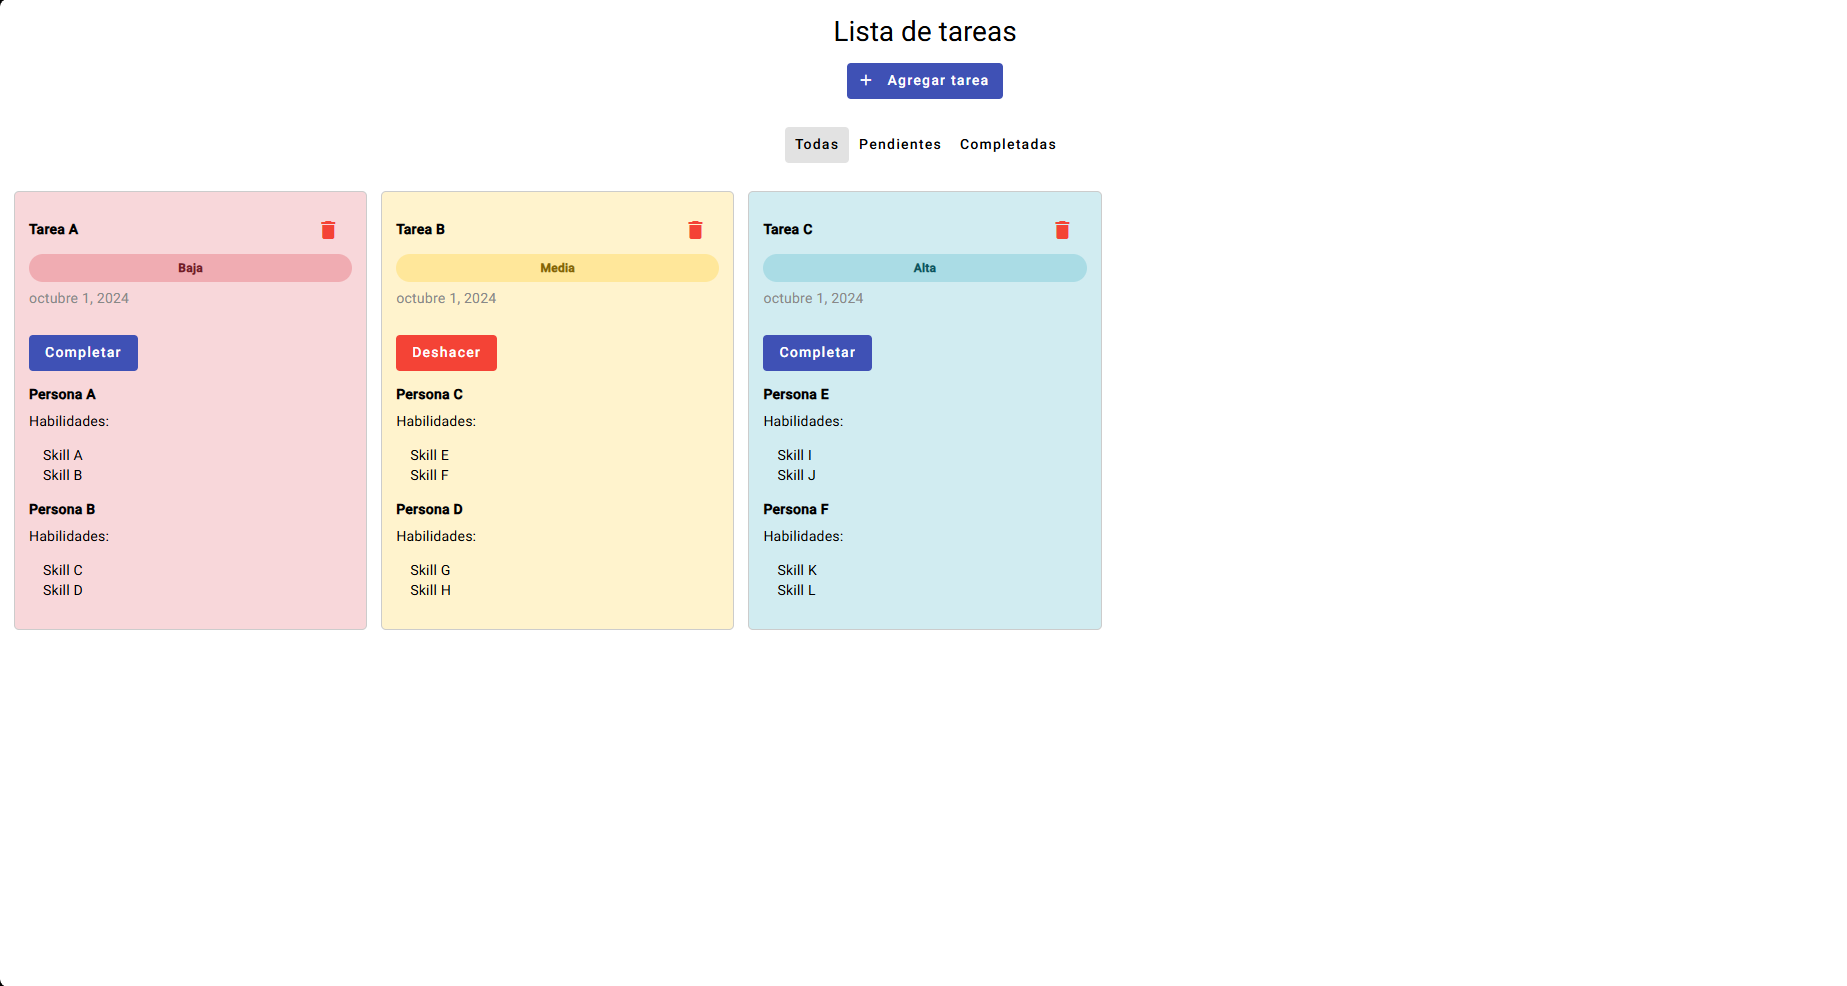 Lista de tareas
+ Agregar tarea
Todas Pendientes Completadas
Tarea A
Baja
octubre 1, 2024
Completar
Persona A
Habilidades:
Skill A
Skill B
Persona B
Habilidades:
Skill C
Skill D
Tarea B
Media
octubre 1, 2024
Deshacer
Persona C
Habilidades:
Skill E
Skill F
Persona D
Habilidades:
Skill G
Skill H
Tarea C
Alta
octubre 1, 2024
Completar
Persona E
Habilidades:
Skill I
Skill J
Persona F
Habilidades:
Skill K
Skill L